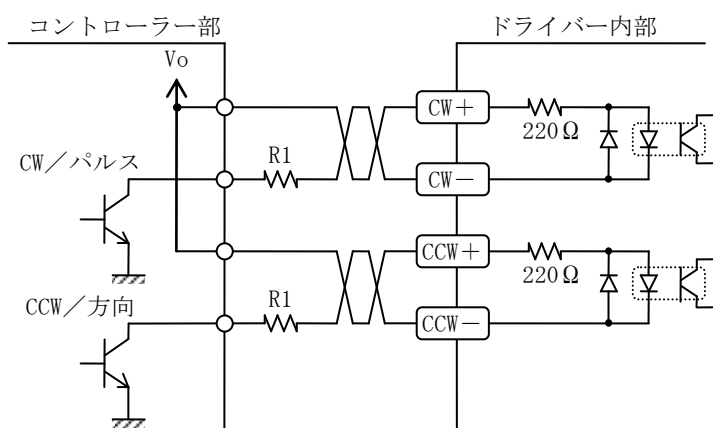 コントローラー部
ドライバー内部
Vo
CW+
220Ω
CW/パルス
R1
CW-
CCW+
220Ω
CCW/方向
R1
CCW-